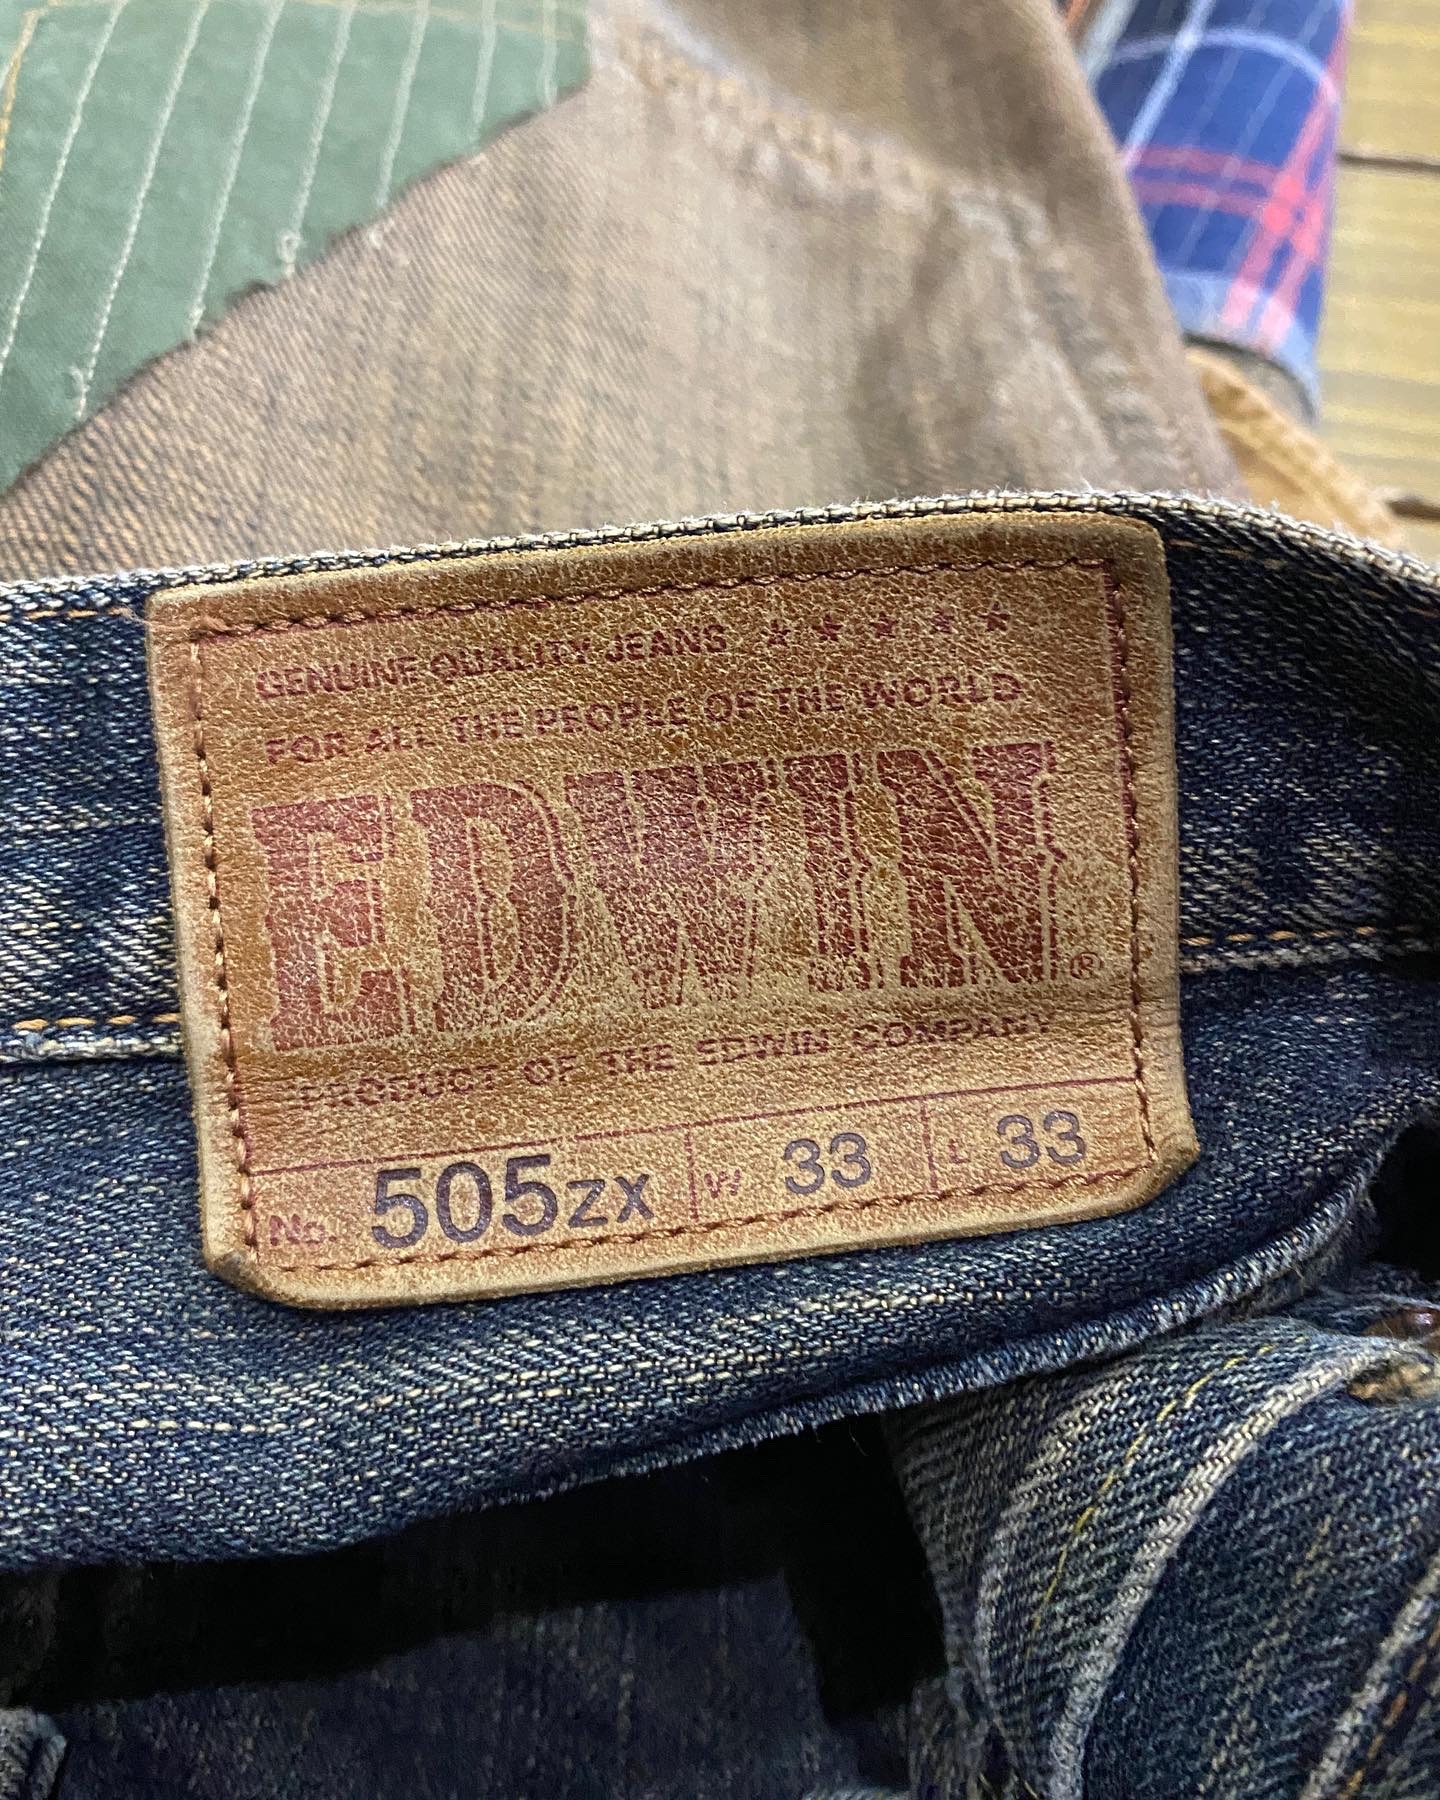 GENUINE QUALITY JEANS ★ ★ ★ ★ ★
FOR ALL THE PEOPLE OF THE WORLD
EDWIN®
PRODUCT OF THE EDWIN COMPANY
No. 505ZX W 33 L 33